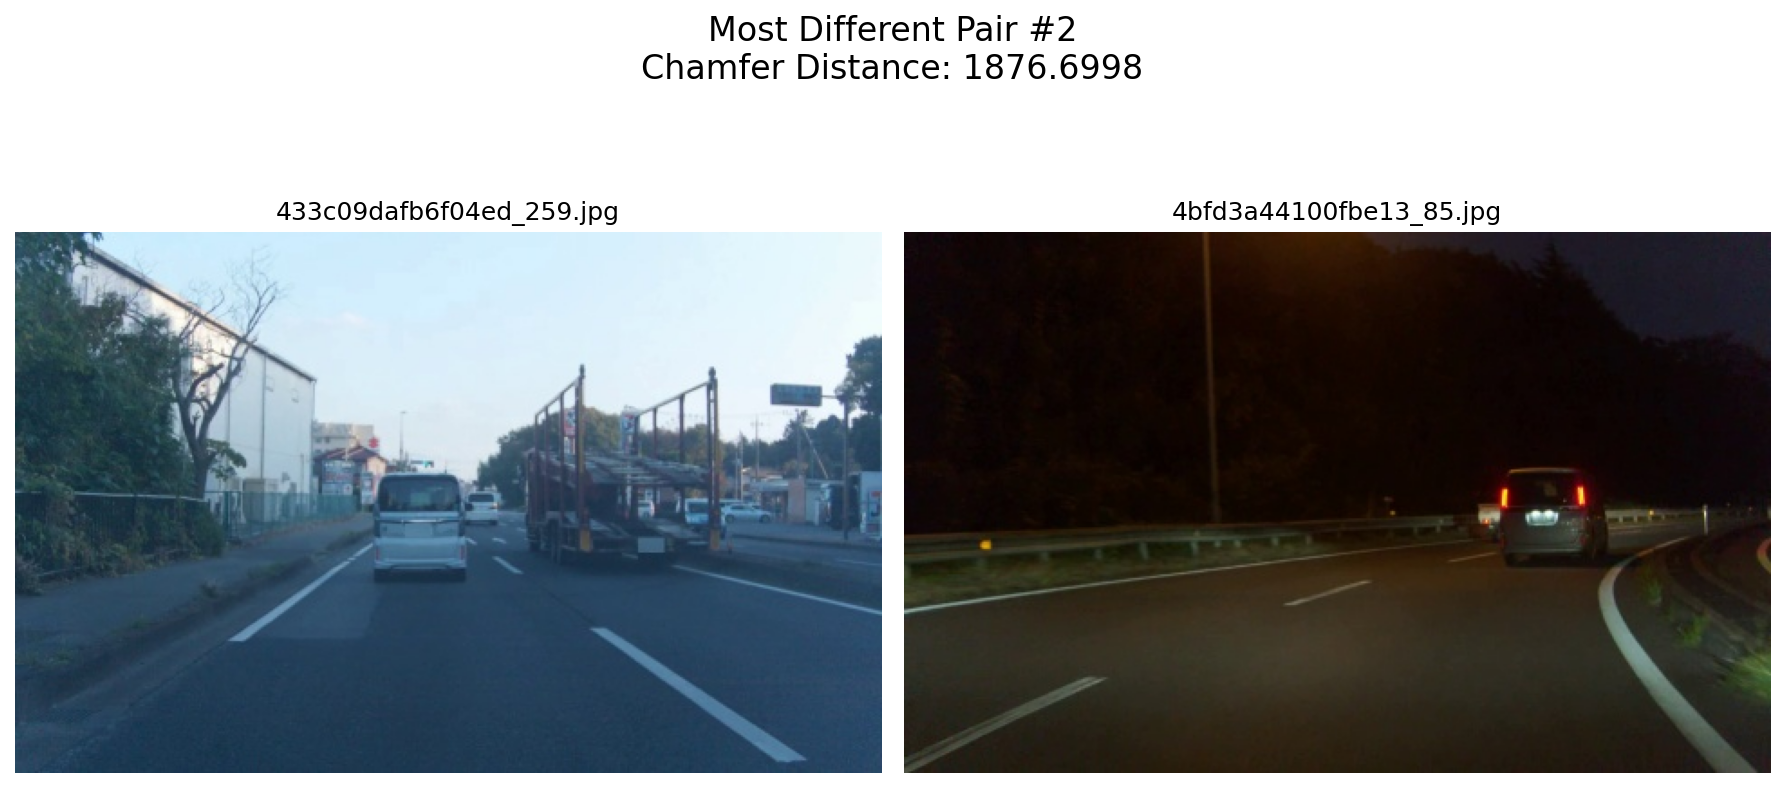 Most Different Pair #2
Chamfer Distance: 1876.6998
433c09dafb6f04ed_259.jpg
4bfd3a44100fbe13_85.jpg